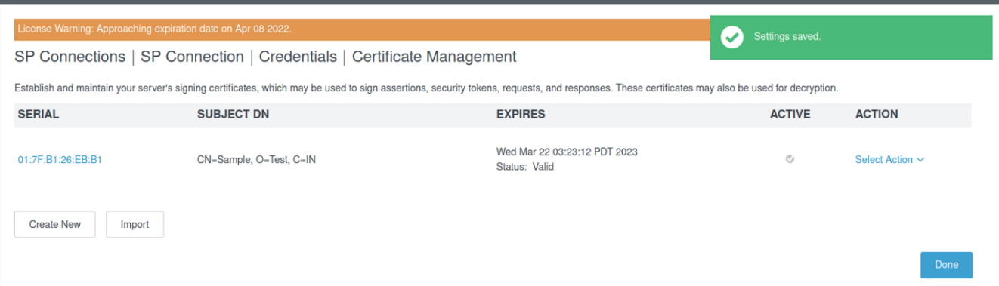 License Warning: Approaching expiration date on Apr 08 2022.
Settings saved.
SP Connections | SP Connection | Credentials | Certificate Management
Establish and maintain your server's signing certificates, which may be used to sign assertions, security tokens, requests, and responses. These certificates may also be used for decryption.
SERIAL SUBJECT DN EXPIRES ACTIVE ACTION
01:7F:B1:26:EB:B1 CN=Sample, O=Test, C=IN Wed Mar 22 03:23:12 PDT 2023 Select Action
Status: Valid
Create New Import
Done